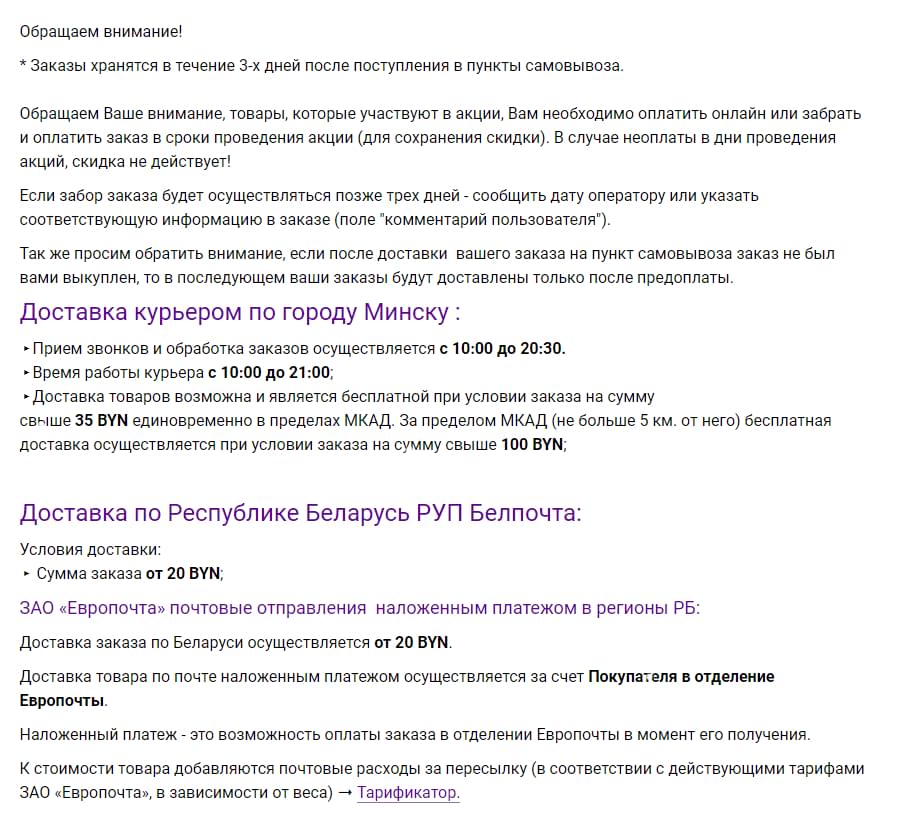 Обращаем внимание!
* Заказы хранятся в течение 3-х дней после поступления в пункты самовывоза.
Обращаем Ваше внимание, товары, которые участвуют в акции, Вам необходимо оплатить онлайн или забрать
и оплатить заказ в сроки проведения акции (для сохранения скидки). В случае неоплаты в дни проведения
акций, скидка не действует!
Если забор заказа будет осуществляться позже трех дней - сообщить дату оператору или указать
соответствующую информацию в заказе (поле "комментарий пользователя").
Так же просим обратить внимание, если после доставки вашего заказа на пункт самовывоза заказ не был
вами выкуплен, то в последующем ваши заказы будут доставлены только после предоплаты.
Доставка курьером по городу Минску :
‣Прием звонков и обработка заказов осуществляется с 10:00 до 20:30.
‣Время работы курьера с 10:00 до 21:00;
‣Доставка товаров возможна и является бесплатной при условии заказа на сумму
свыше 35 BYN единовременно в пределах МКАД. За пределом МКАД (не больше 5 км. от него) бесплатная
доставка осуществляется при условии заказа на сумму свыше 100 BYN;
Доставка по Республике Беларусь РУП Белпочта:
Условия доставки:
‣ Сумма заказа от 20 BYN;
ЗАО «Европочта» почтовые отправления наложенным платежом в регионы РБ:
Доставка заказа по Беларуси осуществляется от 20 BYN.
Доставка товара по почте наложенным платежом осуществляется за счет Покупателя в отделение
Европочты.
Наложенный платеж - это возможность оплаты заказа в отделении Европочты в момент его получения.
К стоимости товара добавляются почтовые расходы за пересылку (в соответствии с действующими тарифами
ЗАО «Европочта», в зависимости от веса) → Тарификатор.